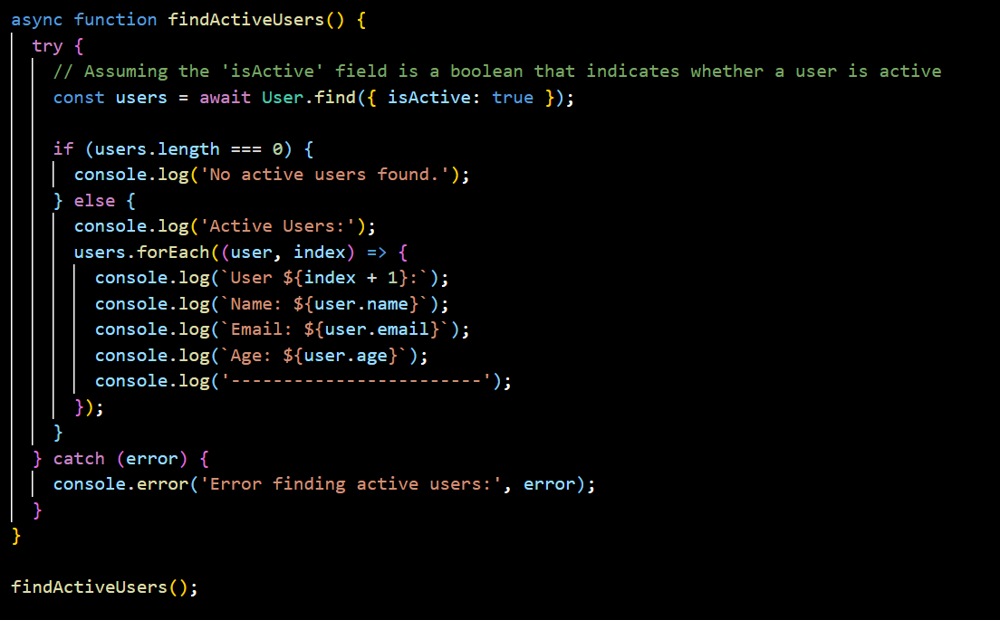 async function findActiveUsers() {
  try {
    // Assuming the 'isActive' field is a boolean that indicates whether a user is active
    const users = await User.find({ isActive: true });

    if (users.length === 0) {
      console.log('No active users found.');
    } else {
      console.log('Active Users:');
      users.forEach((user, index) => {
        console.log(`User ${index + 1}:`);
        console.log(`Name: ${user.name}`);
        console.log(`Email: ${user.email}`);
        console.log(`Age: ${user.age}`);
        console.log('------------------------');
      });
    }
  } catch (error) {
    console.error('Error finding active users:', error);
  }
}

findActiveUsers();